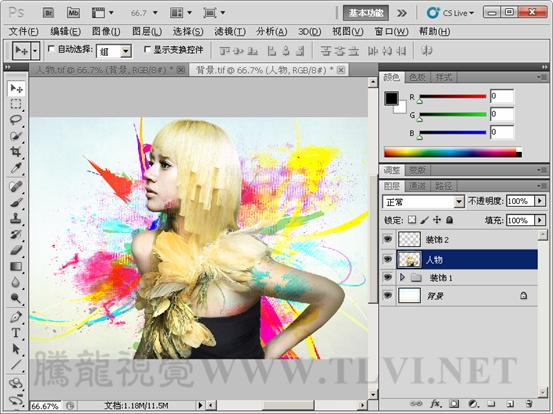 Ps Br Mb 66.7 基本功能 CS Live
文件(F) 编辑(E) 图像(I) 图层(L) 选择(S) 滤镜(T) 分析(A) 3D(D) 视图(V) 窗口(W) 帮助(H)
自动选择: 组 显示变换控件
人物.tif @ 66.7% (背景, RGB/8#) * 背景.tif @ 66.7% (人物, RGB/8#) *
颜色 色板 样式
R 0
G 0
B 0
调整 蒙版
图层 通道 路径
正常 不透明度: 100%
锁定: 填充: 100%
装饰 2
人物
装饰 1
背景
T
66.67% 文档:1.18M/11.5M
fx
腾龍視覺 WWW.TLVI.NET